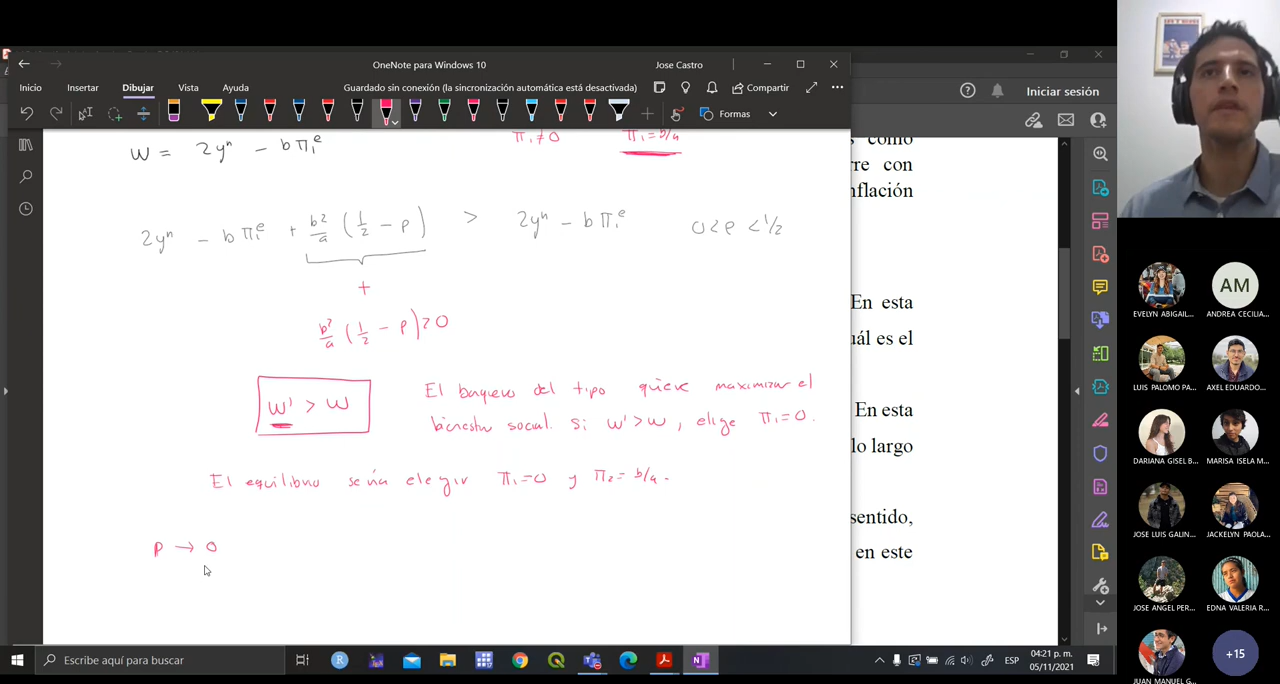 OneNote para Windows 10
Jose Castro
Iniciar sesión
Inicio Insertar Dibujar Vista Ayuda
Guardado sin conexión (la sincronización automática está desactivada)
Compartir
Formas
W = 2yⁿ - bπ₁ᵉ
π₁≠0 π₁=b/a
2yⁿ - bπ₁ᵉ + b²/a (1/2 - p) > 2yⁿ - bπ₁ᵉ 0<p<1/2
+
b²/a (1/2 - p) > 0
W' > W
El banquero del tipo quiere maximizar el
bienestar social. Si W' > W, elige π₁=0.
El equilibrio sería elegir π₁=0 y π₂= b/a.
p → 0
s como
rre con
nflación
En esta
uál es el
En esta
lo largo
sentido,
en este
EVELYN ABIGAIL...
AM
ANDREA CECILIA...
LUIS PALOMO PA...
AXEL EDUARDO...
DARIANA GISEL B...
MARISA ISELA M...
JOSE LUIS GALIN...
JACKELYN PAOLA...
JOSE ANGEL PER...
EDNA VALERIA R...
JUAN MANUEL G...
+15
Escribe aquí para buscar
ESP
04:21 p. m.
05/11/2021